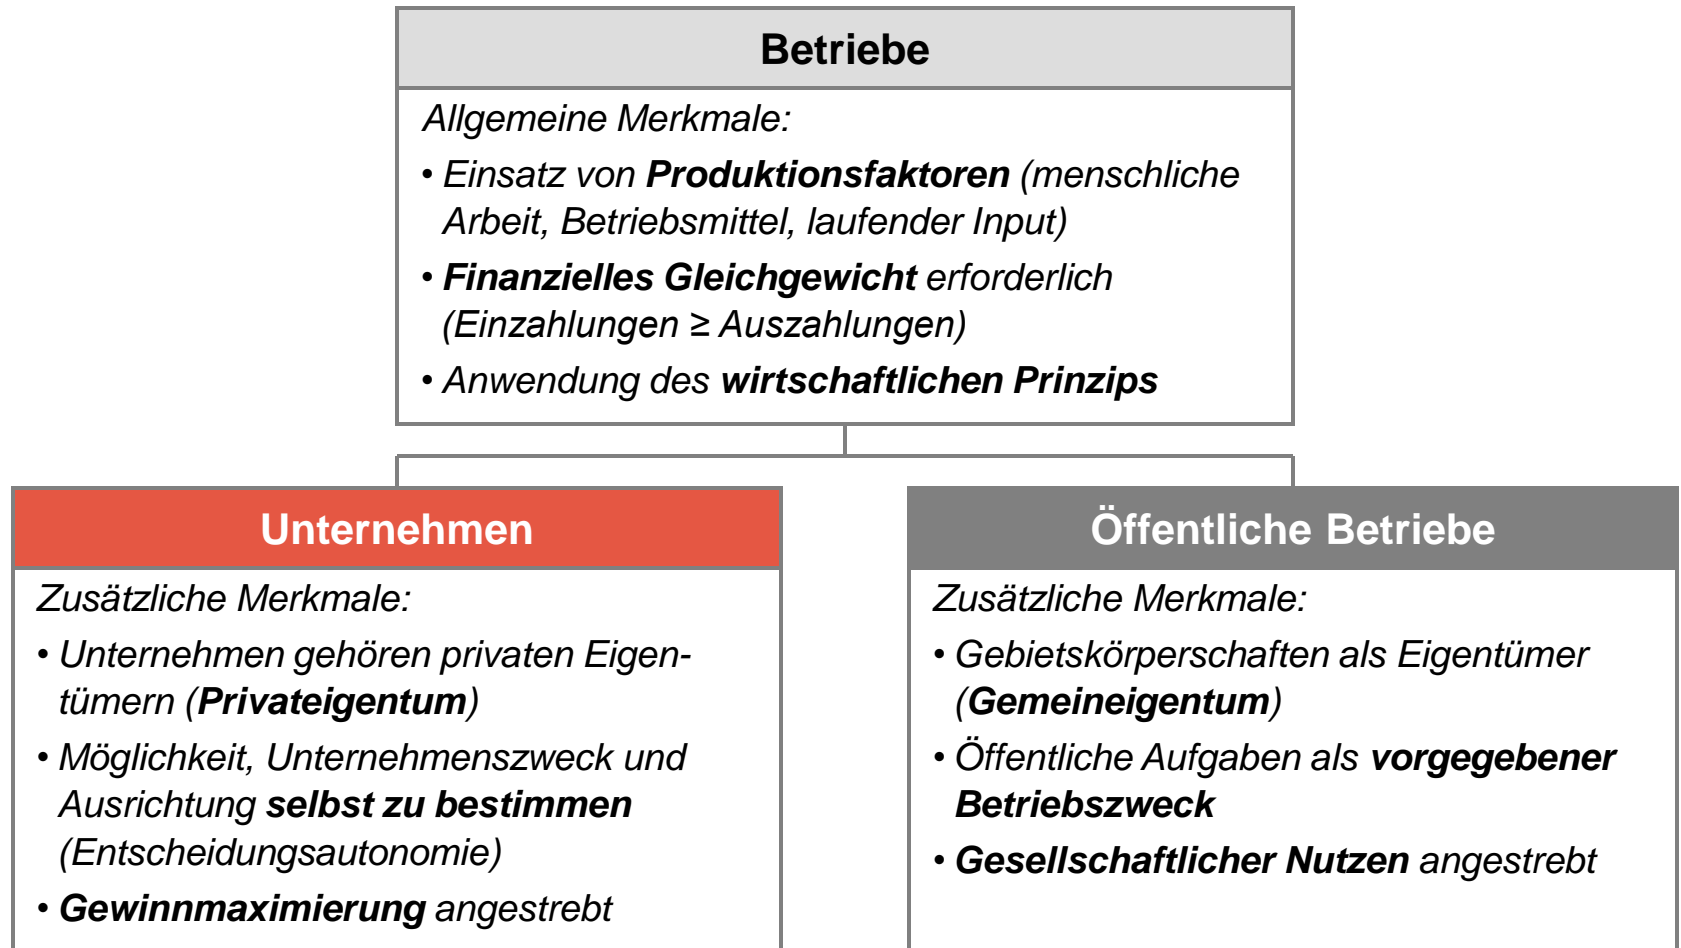 Betriebe
Allgemeine Merkmale:
• Einsatz von Produktionsfaktoren (menschliche
Arbeit, Betriebsmittel, laufender Input)
• Finanzielles Gleichgewicht erforderlich
(Einzahlungen ≥ Auszahlungen)
• Anwendung des wirtschaftlichen Prinzips
Unternehmen
Zusätzliche Merkmale:
• Unternehmen gehören privaten Eigen-
tümern (Privateigentum)
• Möglichkeit, Unternehmenszweck und
Ausrichtung selbst zu bestimmen
(Entscheidungsautonomie)
• Gewinnmaximierung angestrebt
Öffentliche Betriebe
Zusätzliche Merkmale:
• Gebietskörperschaften als Eigentümer
(Gemeineigentum)
• Öffentliche Aufgaben als vorgegebener
Betriebszweck
• Gesellschaftlicher Nutzen angestrebt